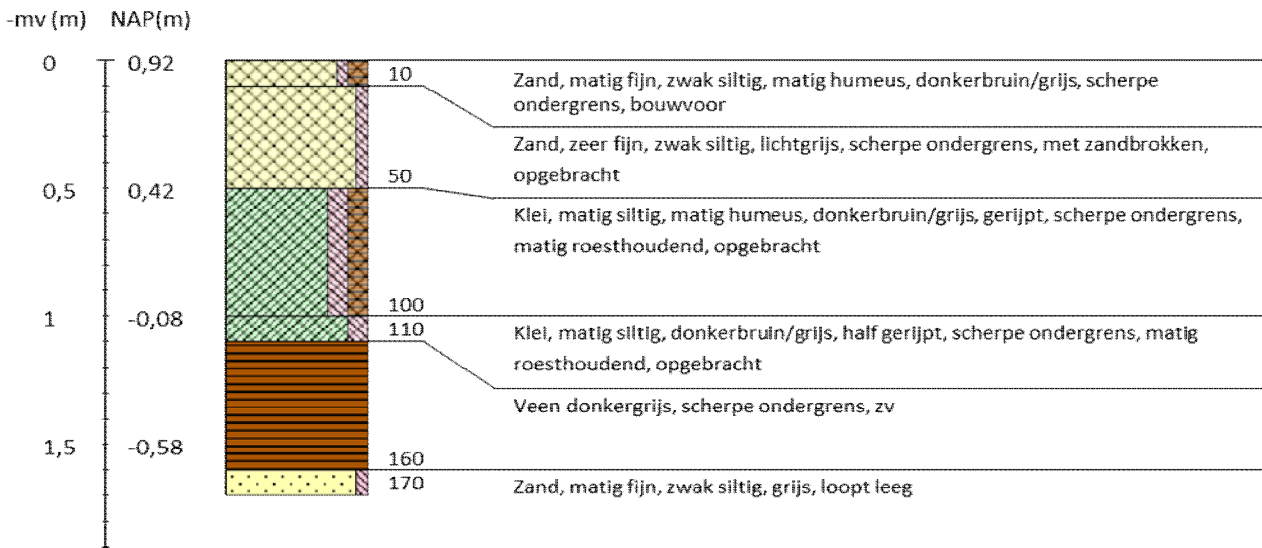 -mv (m) NAP(m)
0 0,92
10 Zand, matig fijn, zwak siltig, matig humeus, donkerbruin/grijs, scherpe
ondergrens, bouwvoor
Zand, zeer fijn, zwak siltig, lichtgrijs, scherpe ondergrens, met zandbrokken,
50 opgebracht
0,5 0,42
Klei, matig siltig, matig humeus, donkerbruin/grijs, gerijpt, scherpe ondergrens,
matig roesthoudend, opgebracht
100
1 -0,08
110 Klei, matig siltig, donkerbruin/grijs, half gerijpt, scherpe ondergrens, matig
roesthoudend, opgebracht
Veen donkergrijs, scherpe ondergrens, zv
1,5 -0,58
160
170 Zand, matig fijn, zwak siltig, grijs, loopt leeg